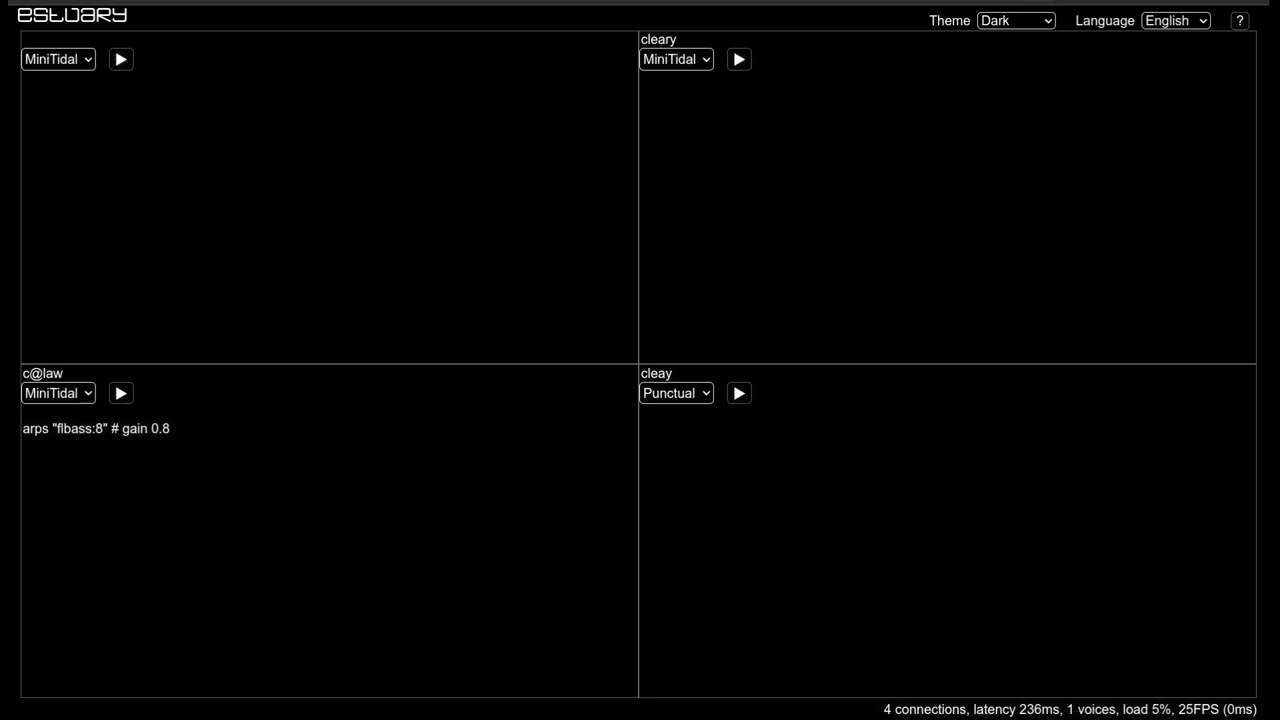 estuary
Theme Dark Language English ?
MiniTidal
cleary
MiniTidal
c@law
MiniTidal
arps "flbass:8" # gain 0.8
cleay
Punctual
4 connections, latency 236ms, 1 voices, load 5%, 25FPS (0ms)